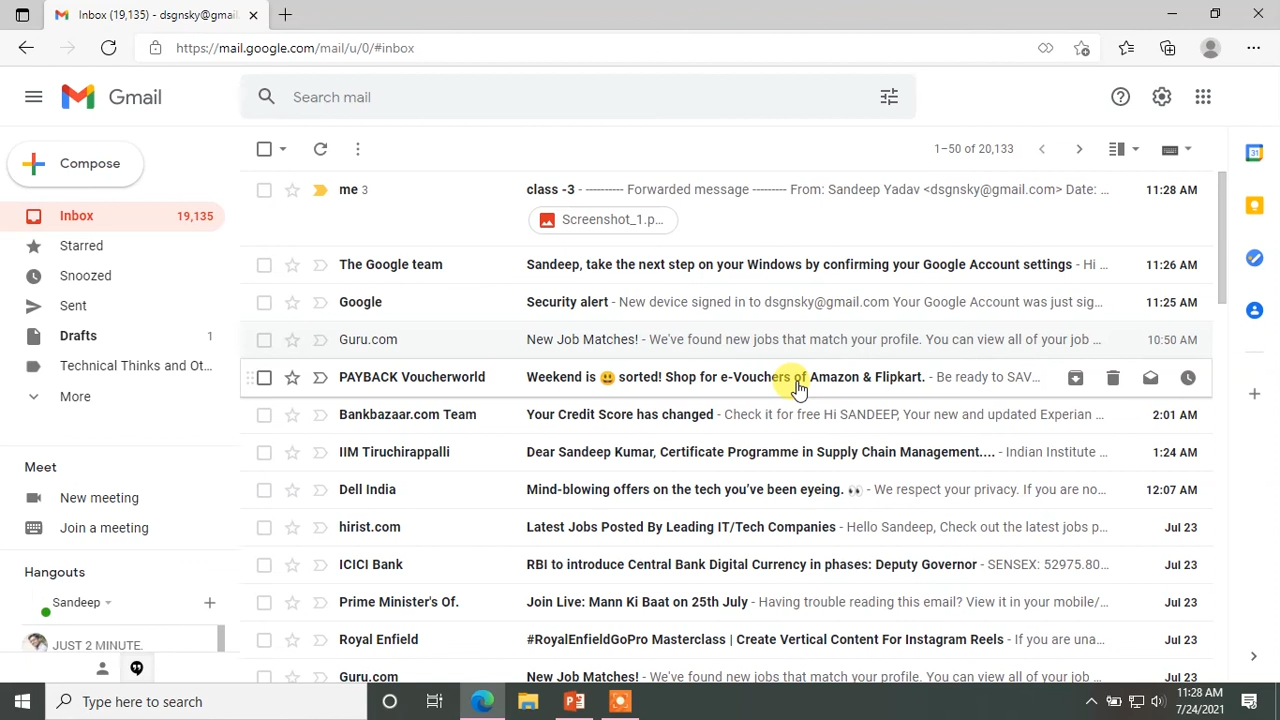 Inbox (19,135) - dsgnsky@gmail.
https://mail.google.com/mail/u/0/#inbox
Gmail
Search mail
Compose
1–50 of 20,133
Inbox 19,135
Starred
Snoozed
Sent
Drafts 1
Technical Thinks and Ot...
More
Meet
New meeting
Join a meeting
Hangouts
Sandeep
JUST 2 MINUTE.
me 3 class -3 - ---------- Forwarded message --------- From: Sandeep Yadav <dsgnsky@gmail.com> Date: ... 11:28 AM
Screenshot_1.p...
The Google team Sandeep, take the next step on your Windows by confirming your Google Account settings - Hi ... 11:26 AM
Google Security alert - New device signed in to dsgnsky@gmail.com Your Google Account was just sig... 11:25 AM
Guru.com New Job Matches! - We've found new jobs that match your profile. You can view all of your job ... 10:50 AM
PAYBACK Voucherworld Weekend is 😃 sorted! Shop for e-Vouchers of Amazon & Flipkart. - Be ready to SAV...
Bankbazaar.com Team Your Credit Score has changed - Check it for free Hi SANDEEP, Your new and updated Experian ... 2:01 AM
IIM Tiruchirappalli Dear Sandeep Kumar, Certificate Programme in Supply Chain Management.... - Indian Institute ... 1:24 AM
Dell India Mind-blowing offers on the tech you've been eyeing. 👀 - We respect your privacy. If you are no... 12:07 AM
hirist.com Latest Jobs Posted By Leading IT/Tech Companies - Hello Sandeep, Check out the latest jobs p... Jul 23
ICICI Bank RBI to introduce Central Bank Digital Currency in phases: Deputy Governor - SENSEX: 52975.80... Jul 23
Prime Minister's Of. Join Live: Mann Ki Baat on 25th July - Having trouble reading this email? View it in your mobile/... Jul 23
Royal Enfield #RoyalEnfieldGoPro Masterclass | Create Vertical Content For Instagram Reels - If you are una... Jul 23
Guru.com New Job Matches! - We've found new jobs that match your profile. You can view all of your job ... Jul 23
Type here to search
11:28 AM
7/24/2021